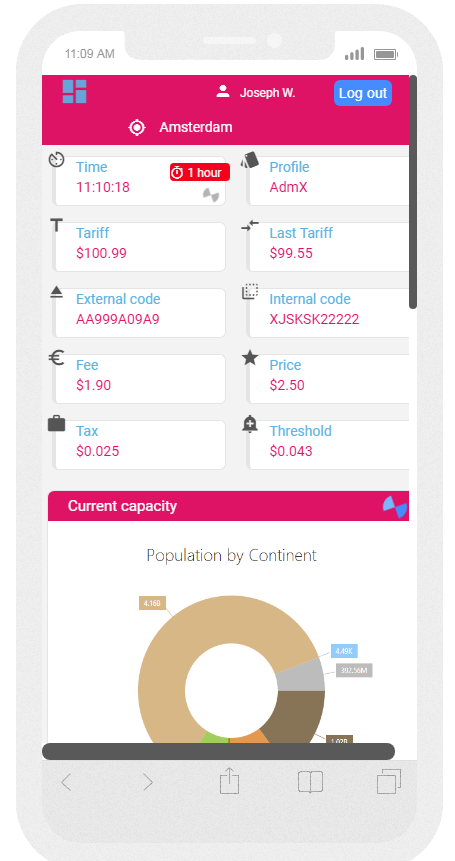 11:09 AM
Joseph W.
Log out
Amsterdam
Time
11:10:18
1 hour
Profile
AdmX
Tariff
$100.99
Last Tariff
$99.55
External code
AA999A09A9
Internal code
XJSKSK22222
Fee
$1.90
Price
$2.50
Tax
$0.025
Threshold
$0.043
Current capacity
Population by Continent
4.16B
4.49K
392.56M
1.02B